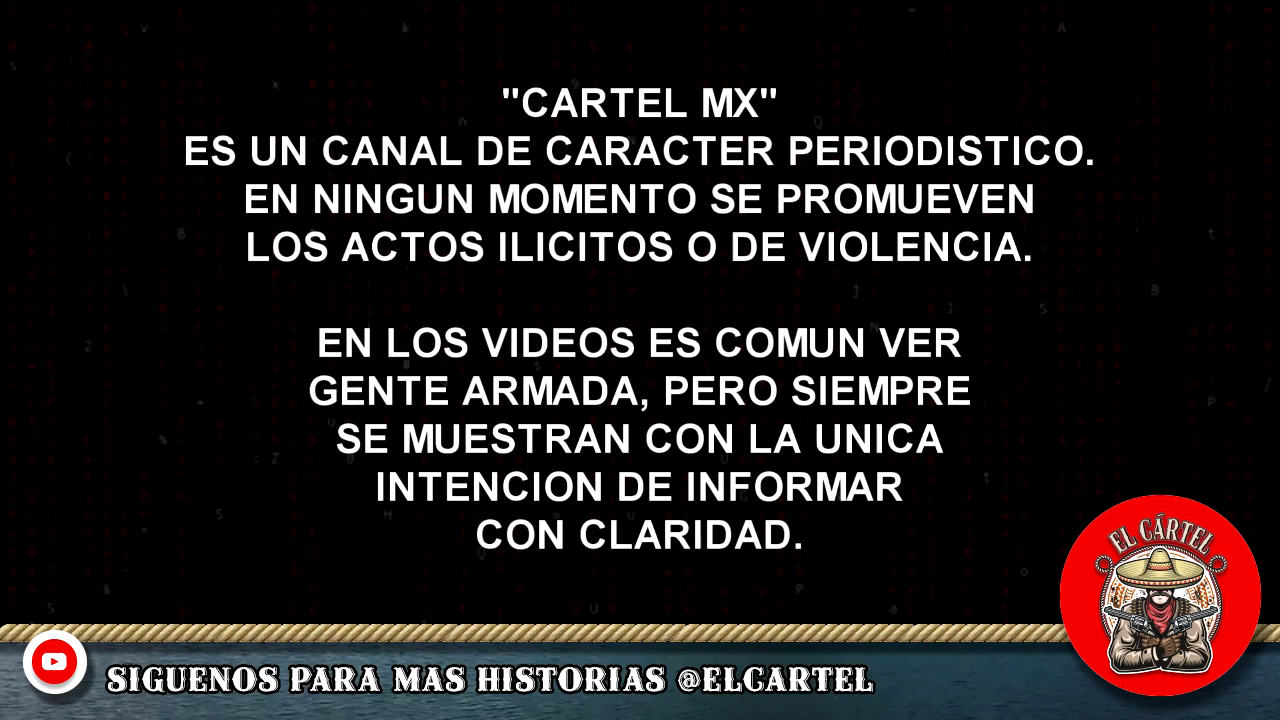 "CARTEL MX"
ES UN CANAL DE CARACTER PERIODISTICO.
EN NINGUN MOMENTO SE PROMUEVEN
LOS ACTOS ILICITOS O DE VIOLENCIA.
EN LOS VIDEOS ES COMUN VER
GENTE ARMADA, PERO SIEMPRE
SE MUESTRAN CON LA UNICA
INTENCION DE INFORMAR
CON CLARIDAD.
EL CÁRTEL
SIGUENOS PARA MAS HISTORIAS @ELCARTEL